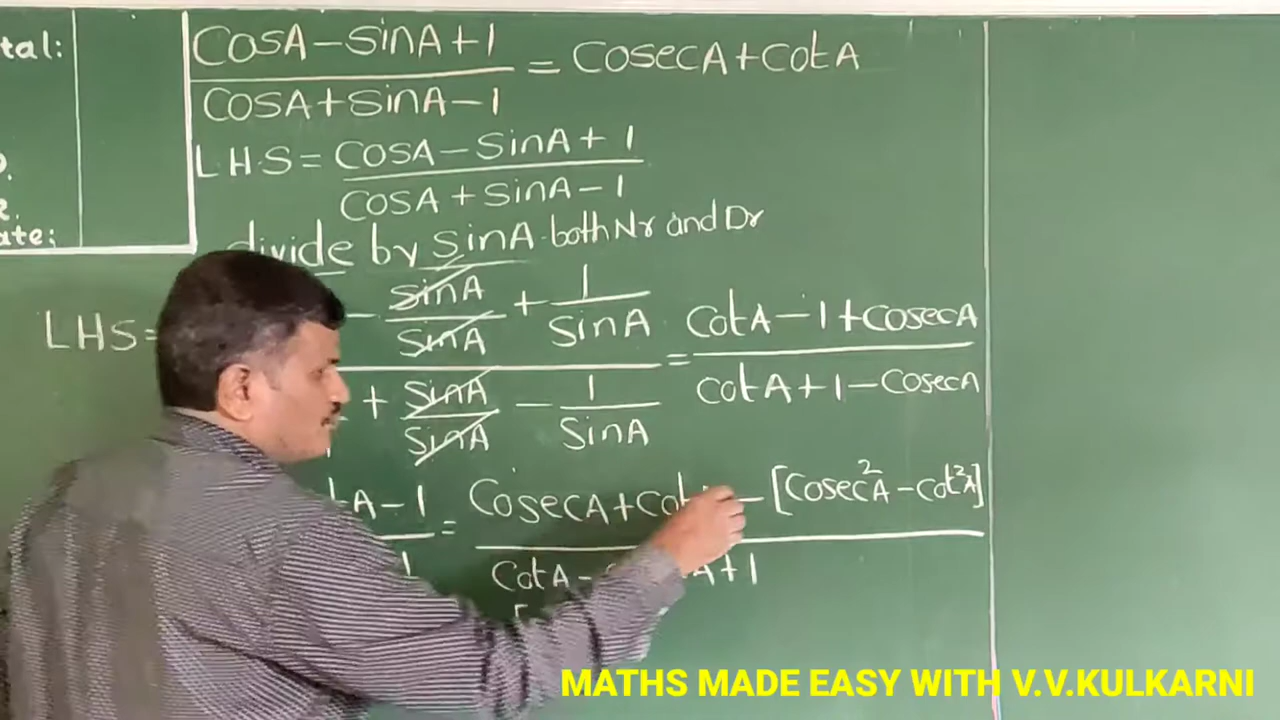 tal:
CosA-SinA+1
CosA+SinA-1
= CosecA+CotA
LHS = CosA-SinA+1
CosA+SinA-1
ate:
divide by SinA both Nr and Dr
LHS=
- SinA/SinA + 1/SinA
+ SinA/SinA - 1/SinA
= CotA-1+CosecA
CotA+1-CosecA
A-1
= CosecA+Cot - [Cosec²A-Cot²A]
1
CotA- A+1
[
MATHS MADE EASY WITH V.V.KULKARNI